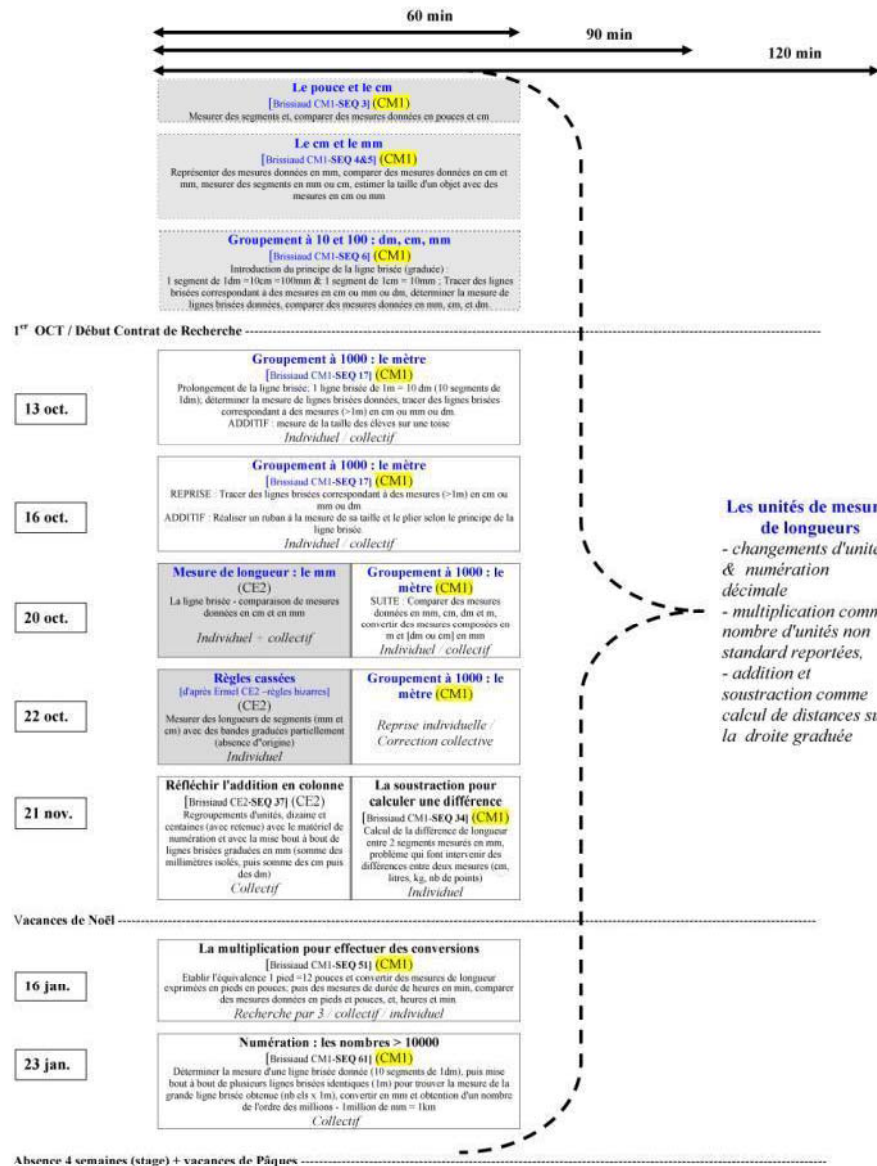 60 min
90 min
120 min
Le pouce et le cm
[Brissiaud CM1-SEQ 3] (CM1)
Mesurer des segments et, comparer des mesures données en pouces et cm
Le cm et le mm
[Brissiaud CM1-SEQ 4&5] (CM1)
Représenter des mesures données en mm, comparer des mesures données en cm et
mm, mesurer des segments en mm ou cm, estimer la taille d'un objet avec des
mesures en cm ou mm
Groupement à 10 et 100 : dm, cm, mm
[Brissiaud CM1-SEQ 6] (CM1)
Introduction du principe de la ligne brisée (graduée) :
1 segment de 1dm =10cm =100mm & 1 segment de 1cm = 10mm ; Tracer des lignes
brisées correspondant à des mesures en cm ou mm ou dm, déterminer la mesure de
lignes brisées données, comparer des mesures données en mm, cm, et dm.
1er OCT / Début Contrat de Recherche
13 oct.
Groupement à 1000 : le mètre
[Brissiaud CM1-SEQ 17] (CM1)
Prolongement de la ligne brisée; 1 ligne brisée de 1m = 10 dm (10 segments de
1dm); déterminer la mesure de lignes brisées données, tracer des lignes brisées
correspondant à des mesures (>1m) en cm ou mm ou dm.
ADDITIF : mesure de la taille des élèves sur une toise
Individuel / collectif
16 oct.
Groupement à 1000 : le mètre
[Brissiaud CM1-SEQ 17] (CM1)
REPRISE : Tracer des lignes brisées correspondant à des mesures (>1m) en cm ou
mm ou dm
ADDITIF : Réaliser un ruban à la mesure de sa taille et le plier selon le principe de la
ligne brisée.
Individuel / collectif
20 oct.
Mesure de longueur : le mm
(CE2)
La ligne brisée - comparaison de mesures
données en cm et en mm
Individuel + collectif
Groupement à 1000 : le
mètre (CM1)
SUITE : Comparer des mesures
données en mm, cm, dm et m,
convertir des mesures composées en
m et [dm ou cm] en mm
Individuel / collectif
22 oct.
Règles cassées
[d'après Ermel CE2 –règles bizarres]
(CE2)
Mesurer des longueurs de segments (mm et
cm) avec des bandes graduées partiellement
(absence d''origine)
Individuel
Groupement à 1000 : le
mètre (CM1)
Reprise individuelle /
Correction collective
21 nov.
Réfléchir l'addition en colonne
[Brissiaud CE2-SEQ 37] (CE2)
Regroupements d'unités, dizaine et
centaines (avec retenue) avec le matériel de
numération et avec la mise bout à bout de
lignes brisées graduées en mm (somme des
millimètres isolés, puis somme des cm puis
des dm)
Collectif
La soustraction pour
calculer une différence
[Brissiaud CM1-SEQ 34] (CM1)
Calcul de la différence de longueur
entre 2 segments mesurés en mm,
problème qui font intervenir des
différences entre deux mesures (cm,
litres, kg, nb de points)
Individuel
Les unités de mesur
de longueurs
- changements d'unité
& numération
décimale
- multiplication comm
nombre d'unités non
standard reportées,
- addition et
soustraction comme
calcul de distances su
la droite graduée
Vacances de Noël
16 jan.
La multiplication pour effectuer des conversions
[Brissiaud CM1-SEQ 51] (CM1)
Etablir l'équivalence 1 pied =12 pouces et convertir des mesures de longueur
exprimées en pieds en pouces, puis des mesures de durée de heures en min, comparer
des mesures données en pieds et pouces, et, heures et min.
Recherche par 3 / collectif / individuel
23 jan.
Numération : les nombres > 10000
[Brissiaud CM1-SEQ 61] (CM1)
Déterminer la mesure d'une ligne brisée donnée (10 segments de 1dm), puis mise
bout à bout de plusieurs lignes brisées identiques (1m) pour trouver la mesure de la
grande ligne brisée obtenue (nb els x 1m), convertir en mm et obtention d'un nombre
de l'ordre des millions - 1million de mm = 1km
Collectif
Absence 4 semaines (stage) + vacances de Pâques